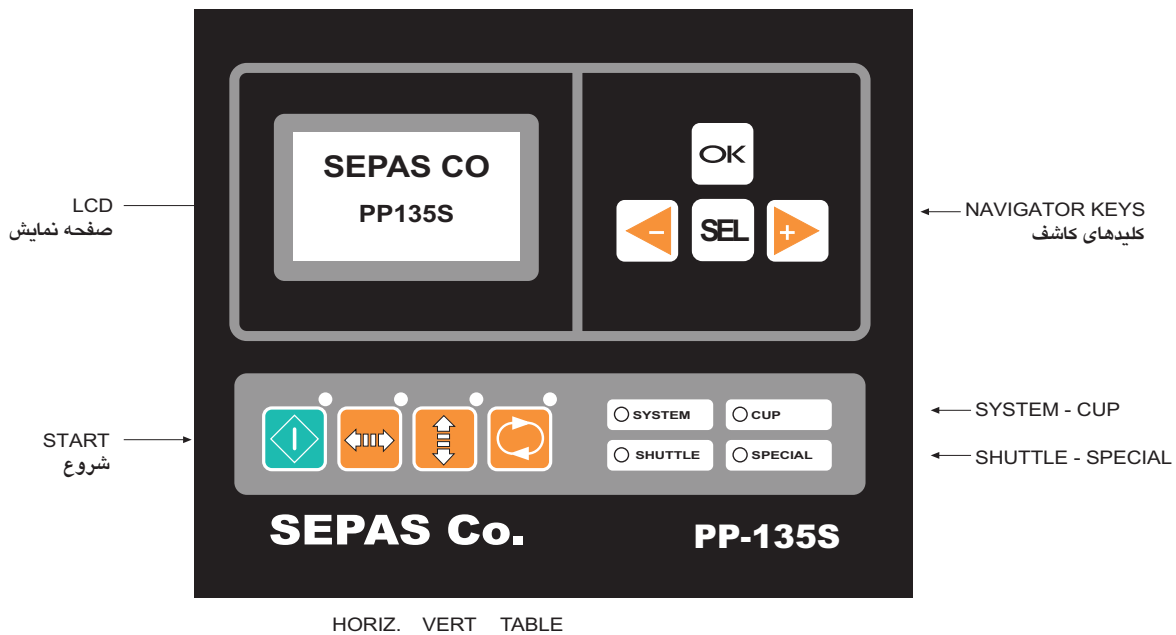 SEPAS CO
PP135S
OK
- SEL +
LCD
صفحه نمایش
NAVIGATOR KEYS
کلیدهای کاشف
START
شروع
SYSTEM CUP
SHUTTLE SPECIAL
SYSTEM - CUP
SHUTTLE - SPECIAL
SEPAS Co. PP-135S
HORIZ. VERT TABLE